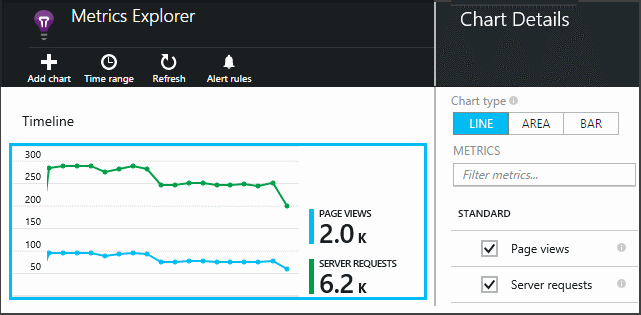 Metrics Explorer
Add chart
Time range
Refresh
Alert rules
Timeline
300
250
200
150
100
50
PAGE VIEWS
2.0 K
SERVER REQUESTS
6.2 K
Chart Details
Chart type
LINE
AREA
BAR
METRICS
Filter metrics...
STANDARD
Page views
Server requests